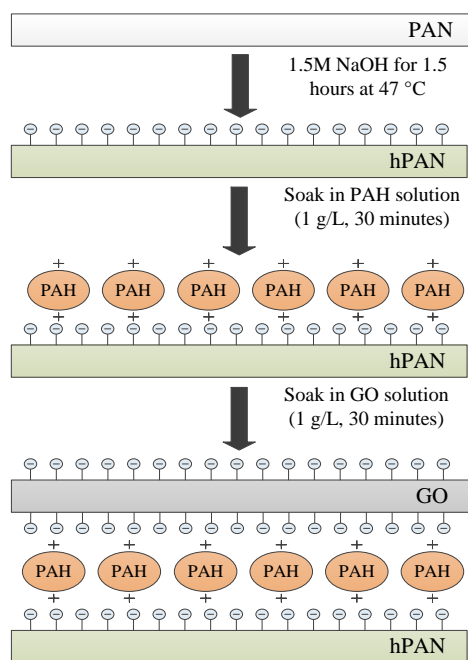 PAN
1.5M NaOH for 1.5
hours at 47 °C
hPAN
Soak in PAH solution
(1 g/L, 30 minutes)
PAH PAH PAH PAH PAH PAH
hPAN
Soak in GO solution
(1 g/L, 30 minutes)
GO
PAH PAH PAH PAH PAH PAH
hPAN